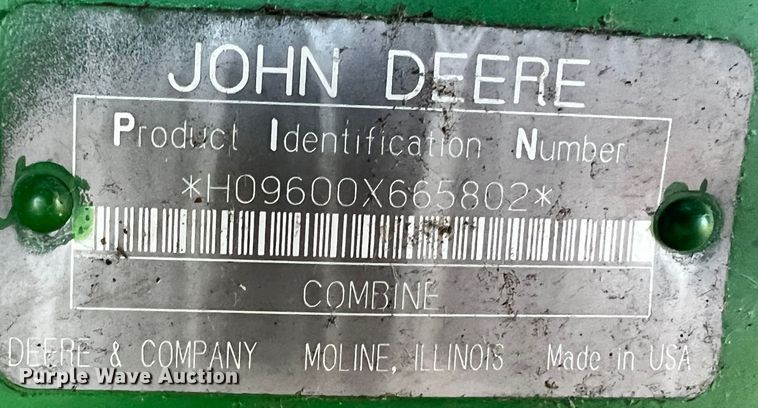 JOHN DEERE
Product Identification Number
*H09600X665802*
COMBINE
DEERE & COMPANY MOLINE, ILLINOIS Made in USA
Purple Wave Auction